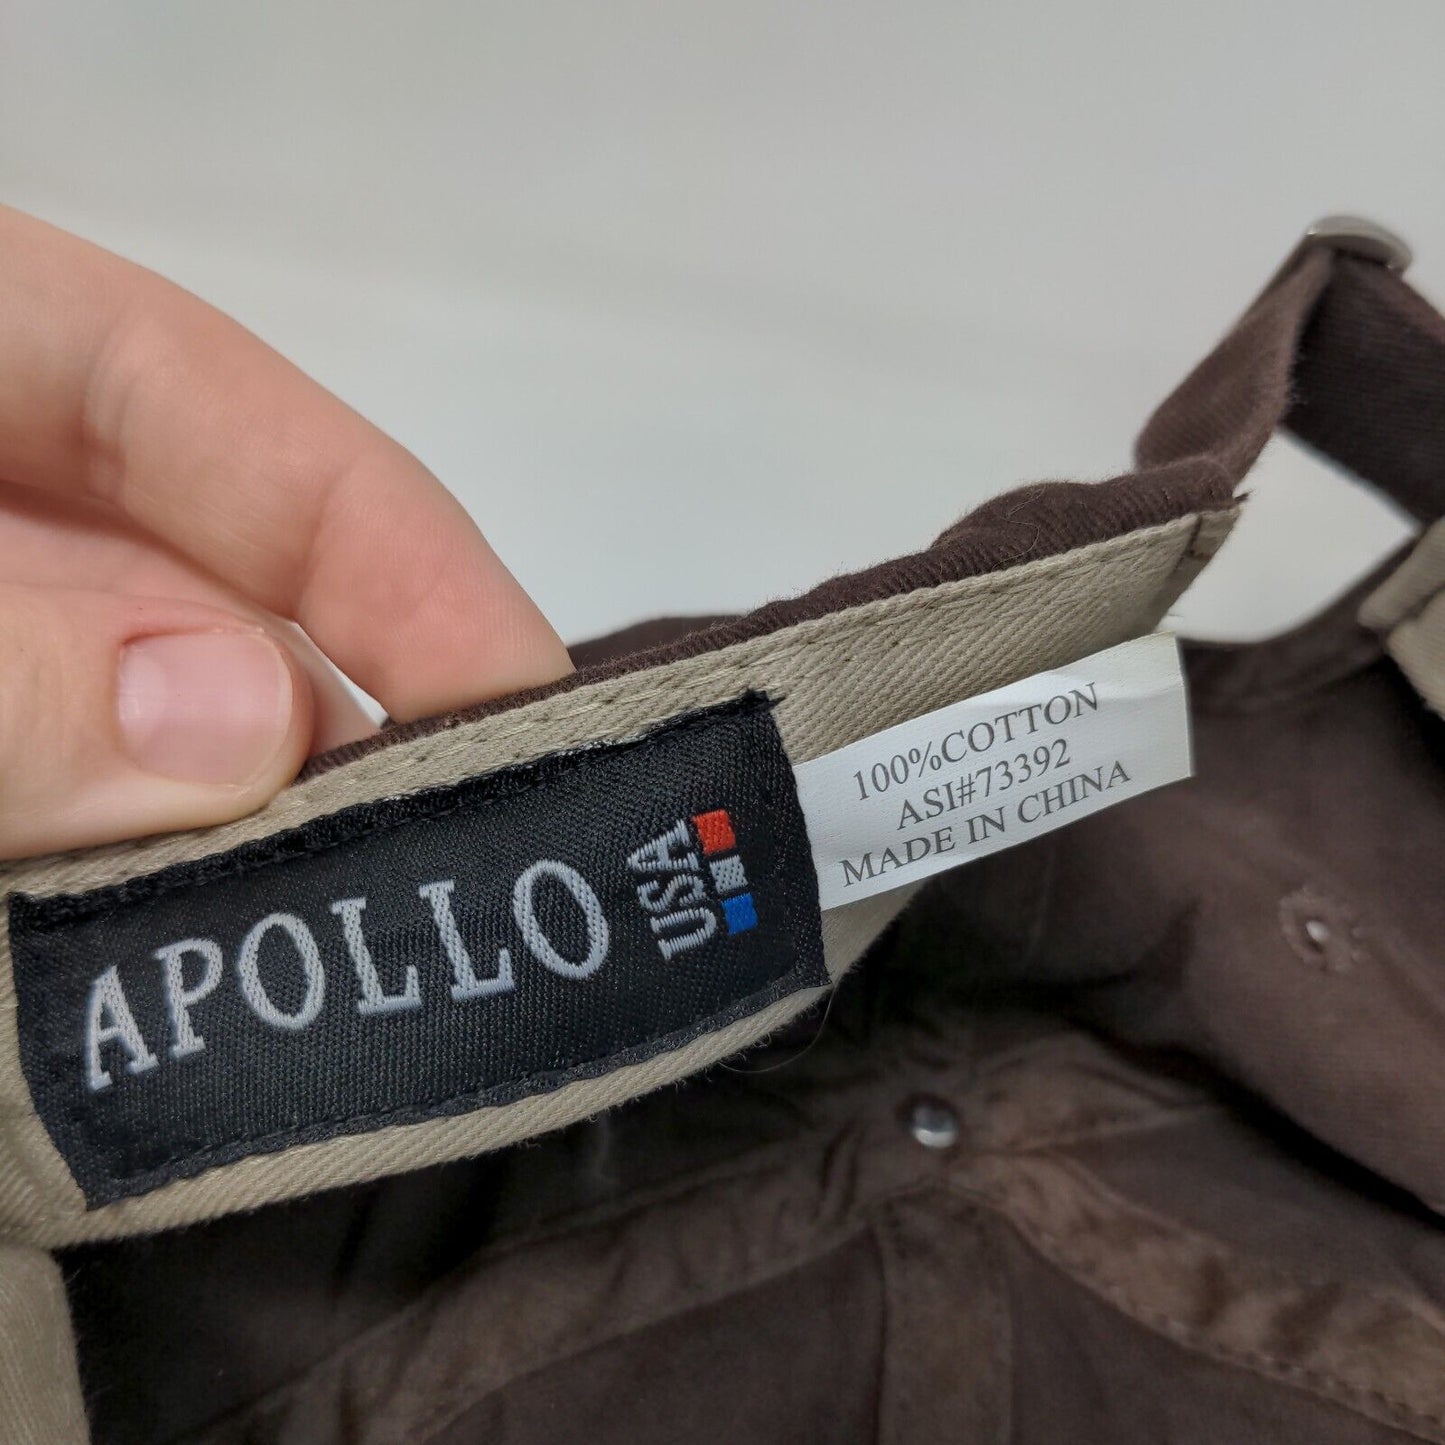 APOLLO
USA
100%COTTON
ASI#73392
MADE IN CHINA